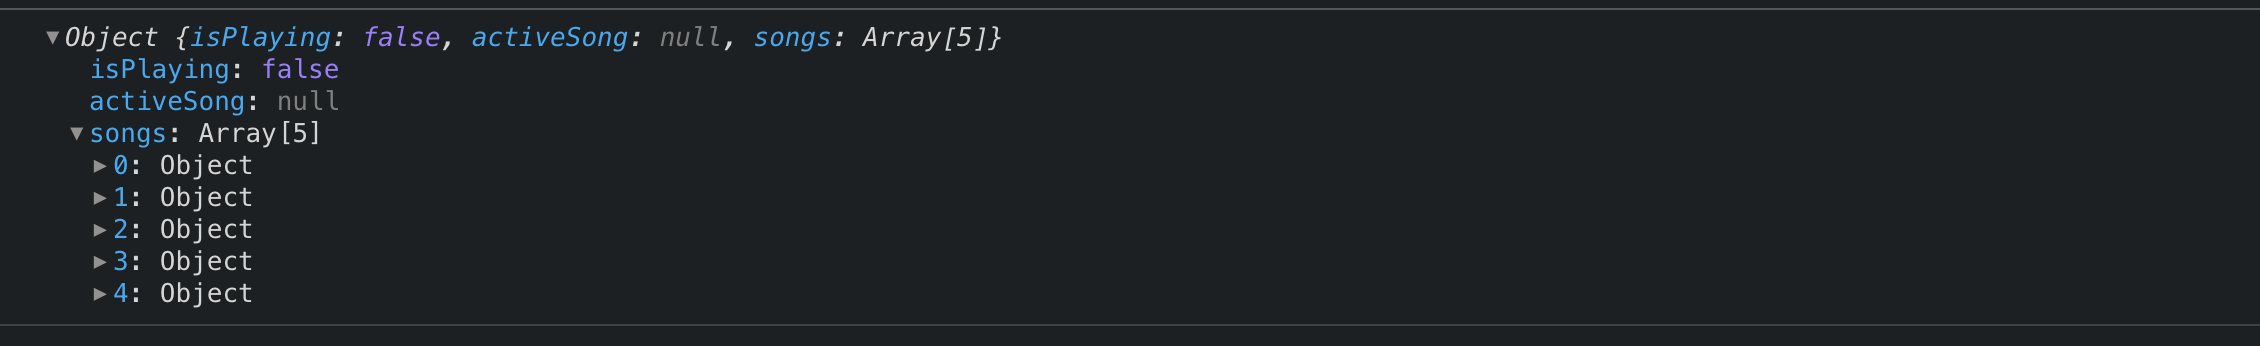 ▼Object {isPlaying: false, activeSong: null, songs: Array[5]}
isPlaying: false
activeSong: null
▼songs: Array[5]
▶0: Object
▶1: Object
▶2: Object
▶3: Object
▶4: Object